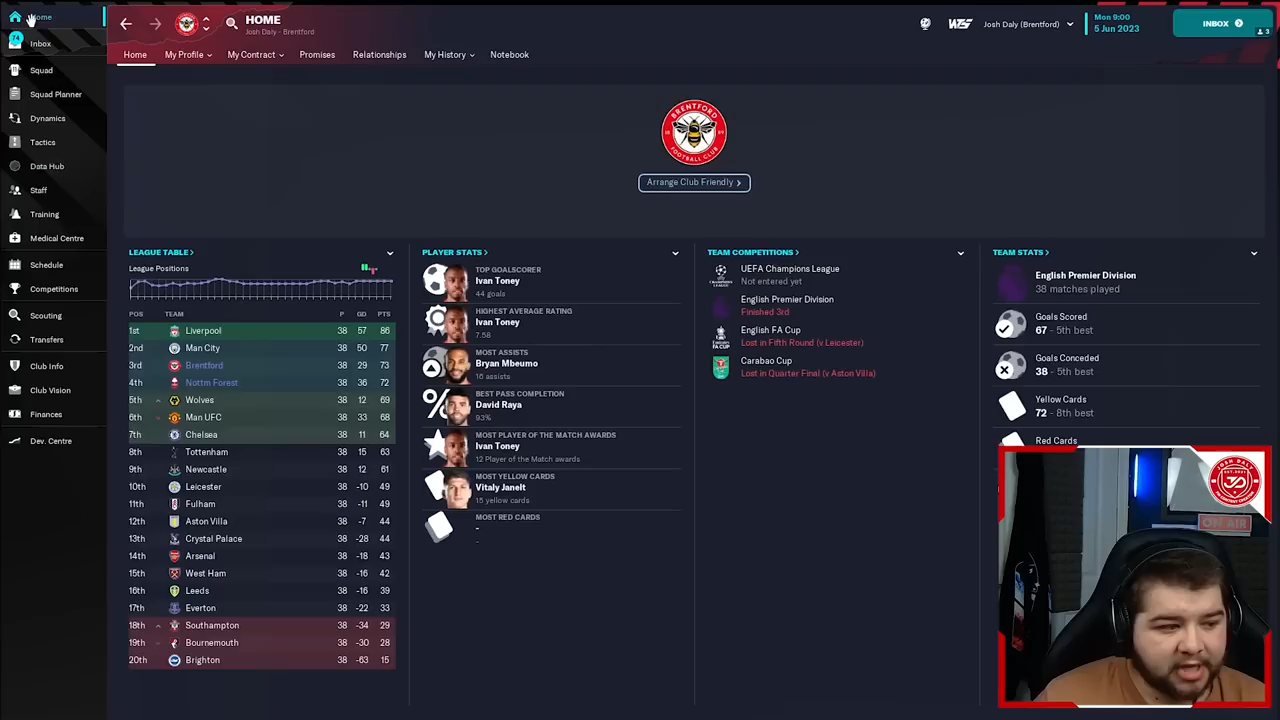 Home
74
Inbox
Squad
Squad Planner
Dynamics
Tactics
Data Hub
Staff
Training
Medical Centre
Schedule
Competitions
Scouting
Transfers
Club Info
Club Vision
Finances
Dev. Centre
HOME
Josh Daly - Brentford
Josh Daly (Brentford)
Mon 9:00
5 Jun 2023
INBOX
3
Home
My Profile
My Contract
Promises
Relationships
My History
Notebook
BRENTFORD
FOOTBALL CLUB
Arrange Club Friendly >
LEAGUE TABLE >
League Positions
POS TEAM P GD PTS
1st Liverpool 38 57 86
2nd Man City 38 50 77
3rd Brentford 38 29 73
4th Nottm Forest 38 36 72
5th Wolves 38 12 69
6th Man UFC 38 33 68
7th Chelsea 38 11 64
8th Tottenham 38 15 63
9th Newcastle 38 12 61
10th Leicester 38 -10 49
11th Fulham 38 -11 49
12th Aston Villa 38 -7 44
13th Crystal Palace 38 -28 44
14th Arsenal 38 -18 43
15th West Ham 38 -16 42
16th Leeds 38 -16 39
17th Everton 38 -22 33
18th Southampton 38 -34 29
19th Bournemouth 38 -30 28
20th Brighton 38 -63 15
PLAYER STATS >
TOP GOALSCORER
Ivan Toney
44 goals
HIGHEST AVERAGE RATING
Ivan Toney
7.58
MOST ASSISTS
Bryan Mbeumo
16 assists
BEST PASS COMPLETION
David Raya
93%
MOST PLAYER OF THE MATCH AWARDS
Ivan Toney
12 Player of the Match awards
MOST YELLOW CARDS
Vitaly Janelt
15 yellow cards
MOST RED CARDS
-
-
TEAM COMPETITIONS >
UEFA Champions League
Not entered yet
English Premier Division
Finished 3rd
English FA Cup
Lost in Fifth Round (v Leicester)
Carabao Cup
Lost in Quarter Final (v Aston Villa)
TEAM STATS >
English Premier Division
38 matches played
Goals Scored
67 - 5th best
Goals Conceded
38 - 5th best
Yellow Cards
72 - 8th best
Red Cards
JOSH DALY
ON AIR